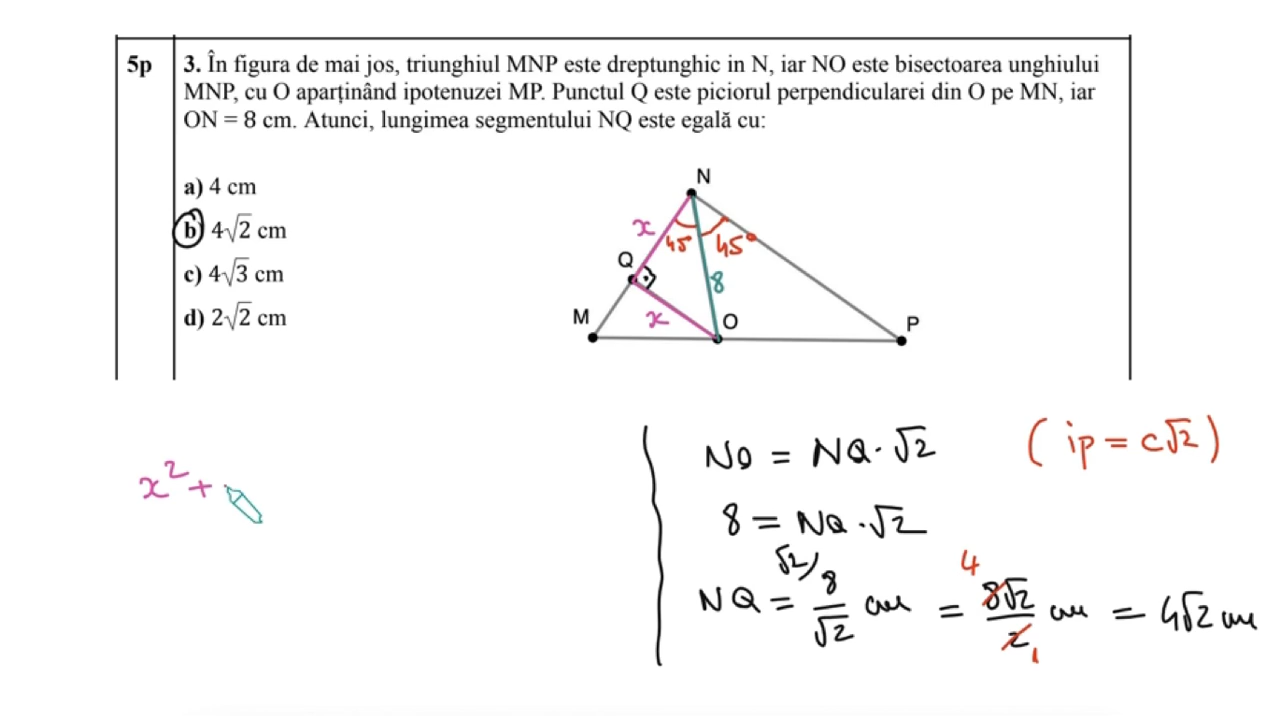 5p
3. În figura de mai jos, triunghiul MNP este dreptunghic in N, iar NO este bisectoarea unghiului
MNP, cu O aparținând ipotenuzei MP. Punctul Q este piciorul perpendicularei din O pe MN, iar
ON = 8 cm. Atunci, lungimea segmentului NQ este egală cu:
a) 4 cm
b) 4√2 cm
c) 4√3 cm
d) 2√2 cm
N
x
45
45°
Q
8
M
x
O
P
x² +
NO = NQ · √2 (ip = c√2)
8 = NQ · √2
NQ = √2/ 8/√2 cm = 8√2/2 cm = 4√2 cm
4
1